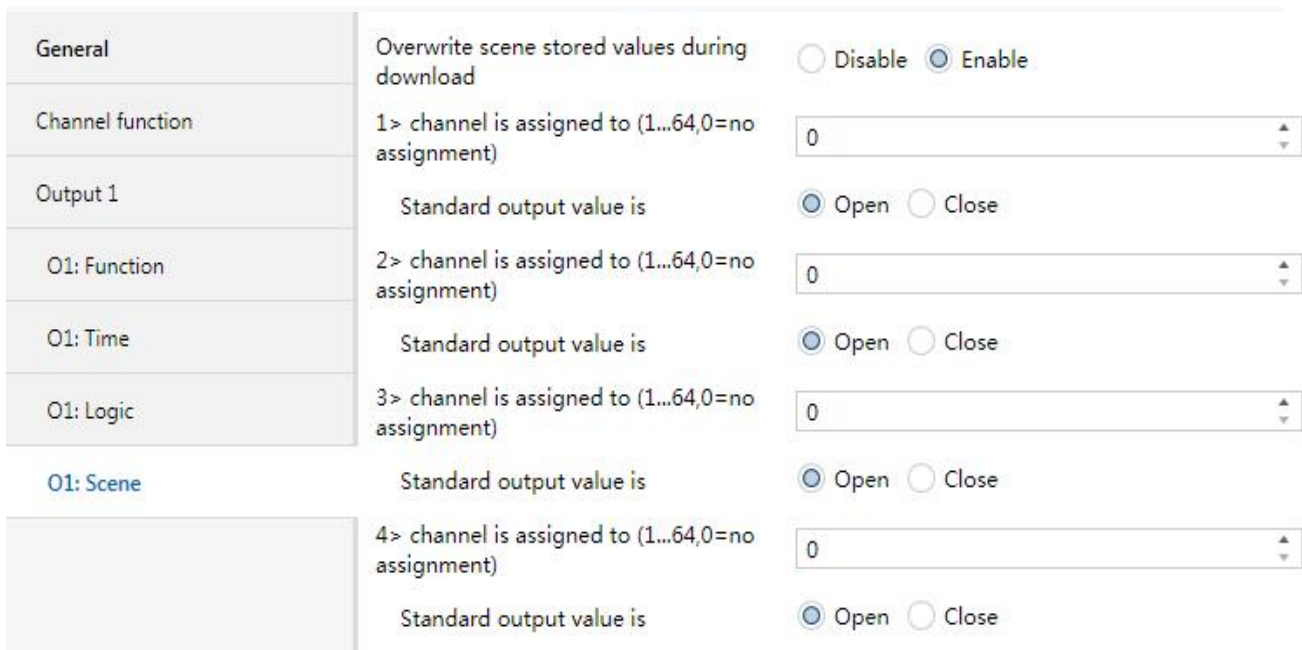 General
Channel function
Output 1
O1: Function
O1: Time
O1: Logic
O1: Scene
Overwrite scene stored values during
download
Disable Enable
1> channel is assigned to (1...64,0=no
assignment)
0
Standard output value is
Open Close
2> channel is assigned to (1...64,0=no
assignment)
0
Standard output value is
Open Close
3> channel is assigned to (1...64,0=no
assignment)
0
Standard output value is
Open Close
4> channel is assigned to (1...64,0=no
assignment)
0
Standard output value is
Open Close